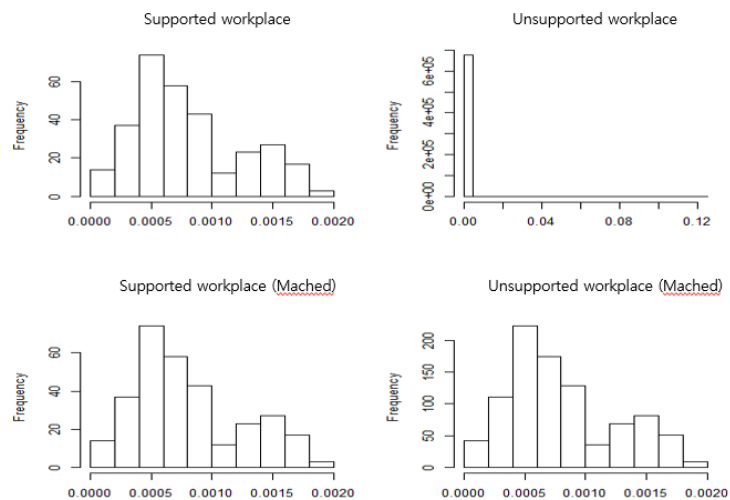 Supported workplace
Unsupported workplace
Frequency
0 20 40 60
0.0000 0.0005 0.0010 0.0015 0.0020
Frequency
0e+00 2e+05 4e+05 6e+05
0.00 0.04 0.08 0.12
Supported workplace (Mached)
Unsupported workplace (Mached)
Frequency
0 20 40 60
0.0000 0.0005 0.0010 0.0015 0.0020
Frequency
0 50 100 150 200
0.0000 0.0005 0.0010 0.0015 0.0020